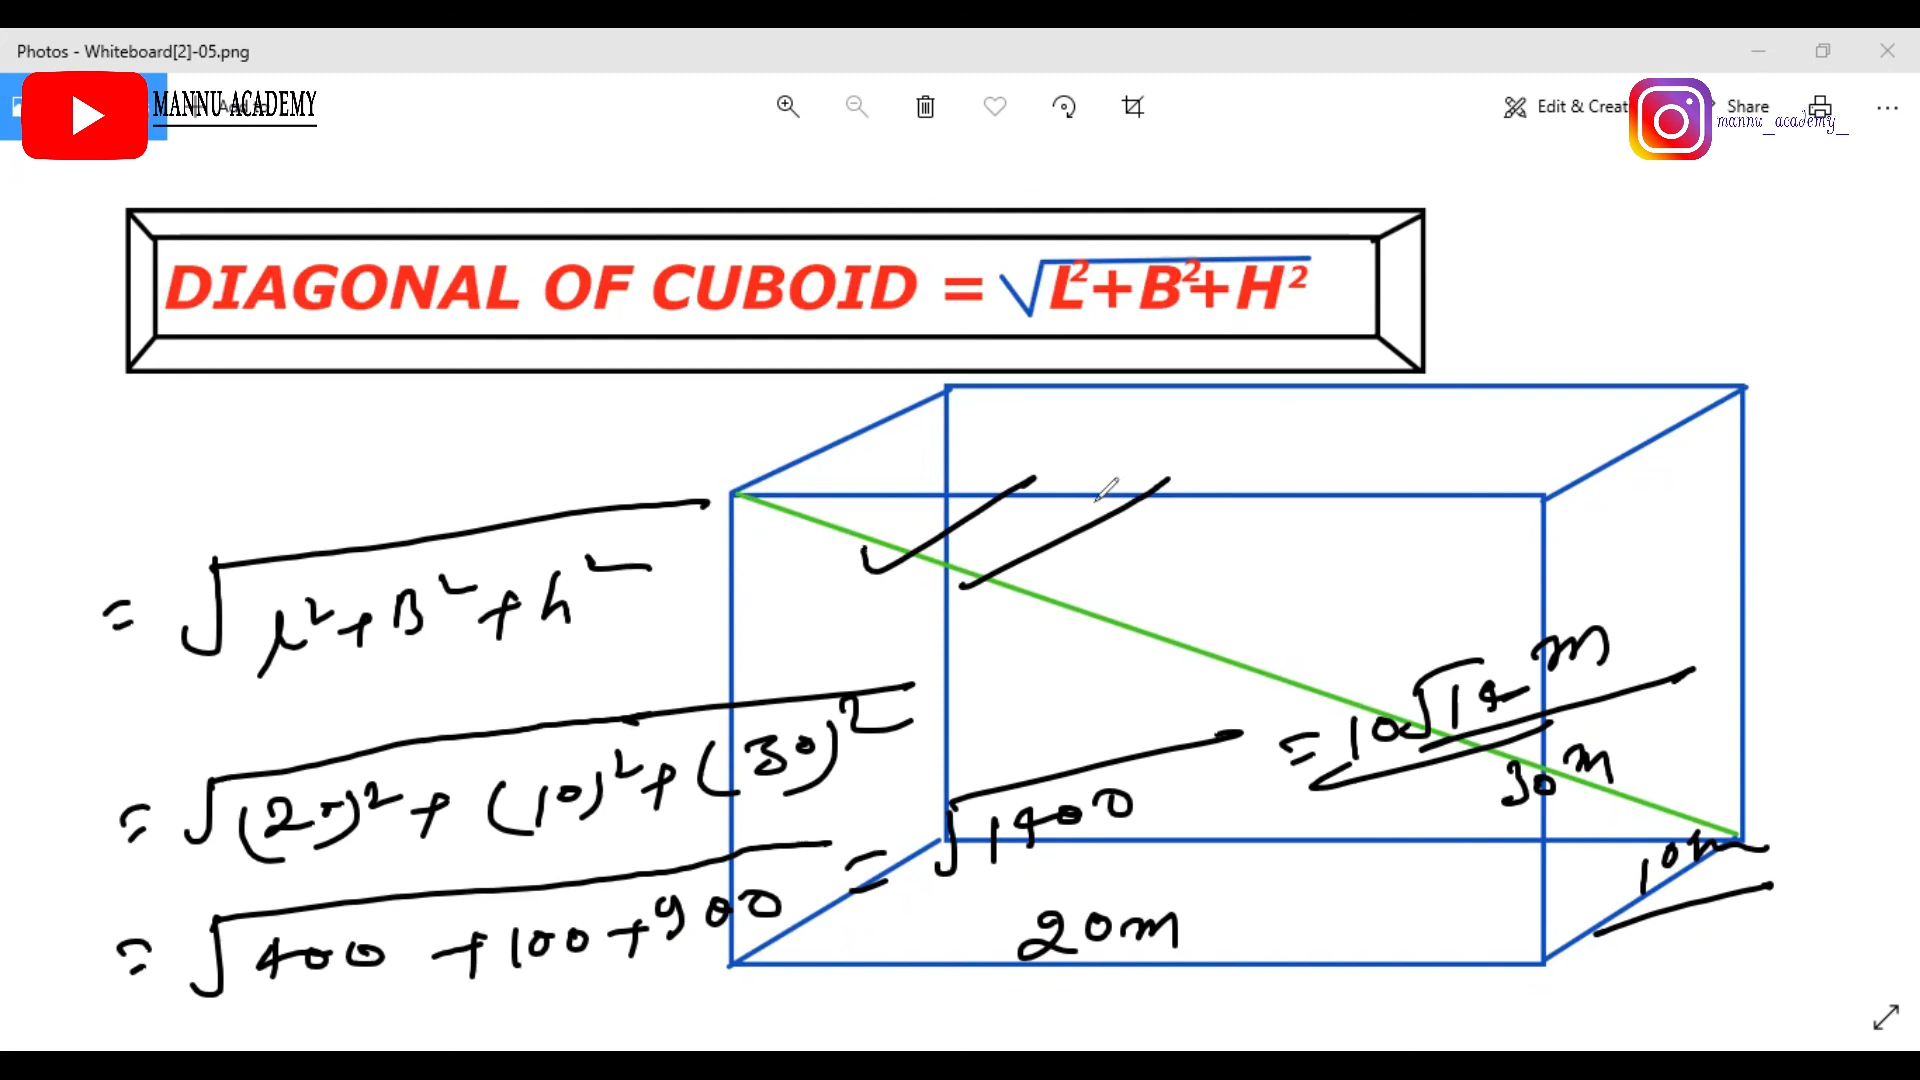 Photos - Whiteboard[2]-05.png
MANNU ACADEMY
Edit & Creat
Share
mannu_academy_
DIAGONAL OF CUBOID = √L²+B²+H²
= √l²+B²+h²
= √(20)²+(10)²+(30)²
= √400+100+900
= √1400
= 10√14 m
30m
10m
20m